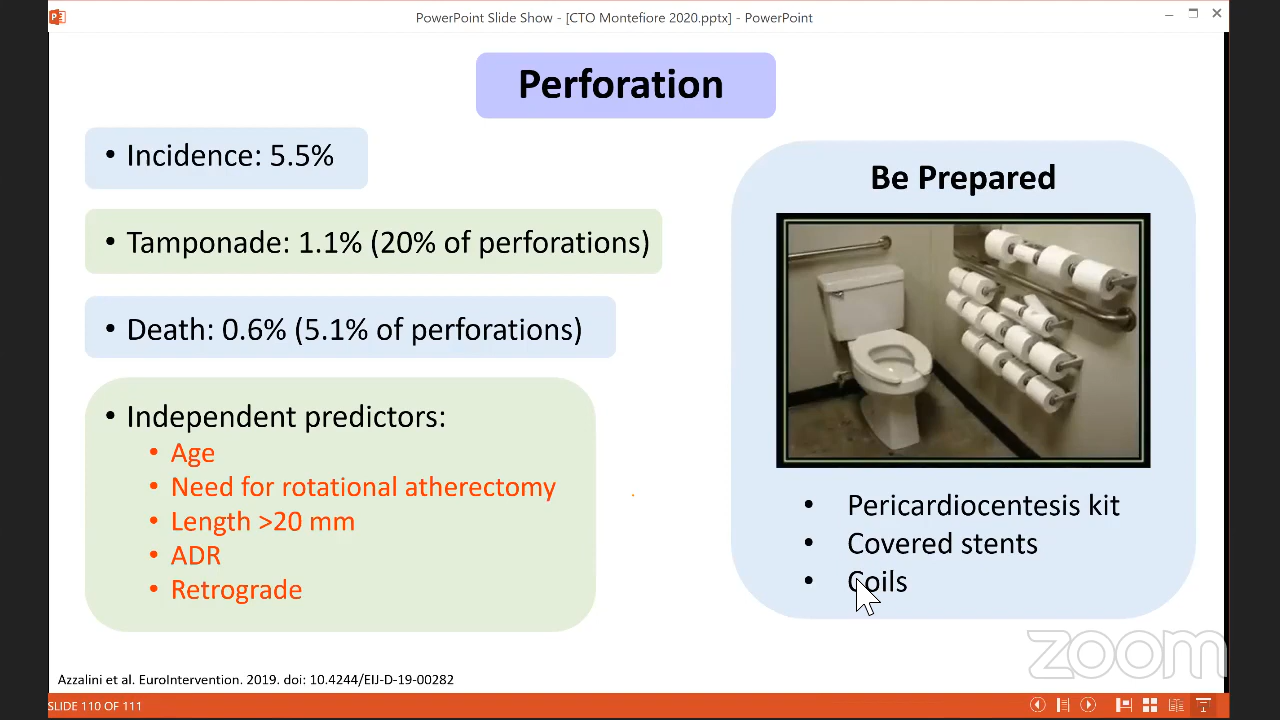 PowerPoint Slide Show - [CTO Montefiore 2020.pptx] - PowerPoint
Perforation
• Incidence: 5.5%
• Tamponade: 1.1% (20% of perforations)
• Death: 0.6% (5.1% of perforations)
• Independent predictors:
• Age
• Need for rotational atherectomy
• Length >20 mm
• ADR
• Retrograde
Be Prepared
• Pericardiocentesis kit
• Covered stents
• Coils
Azzalini et al. EuroIntervention. 2019. doi: 10.4244/EIJ-D-19-00282
zoom
SLIDE 110 OF 111